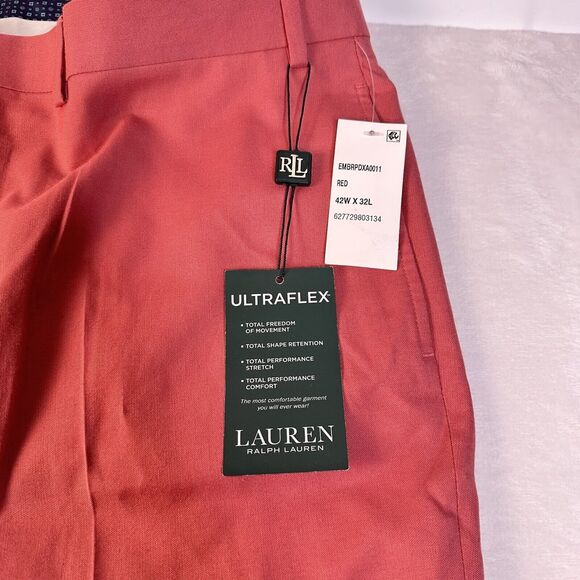 RLL
EMBRPDXA0011
RED
42W X 32L
627729803134
ULTRAFLEX
▪ TOTAL FREEDOM
OF MOVEMENT
▪ TOTAL SHAPE RETENTION
▪ TOTAL PERFORMANCE
STRETCH
▪ TOTAL PERFORMANCE
COMFORT
The most comfortable garment
you will ever wear!
LAUREN
RALPH LAUREN